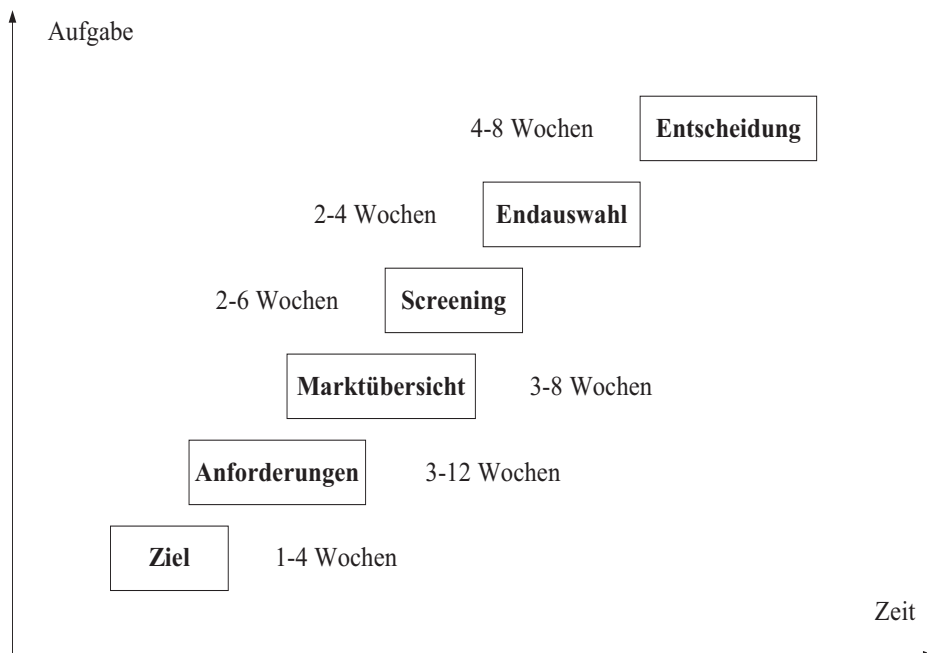 Aufgabe
4-8 Wochen Entscheidung
2-4 Wochen Endauswahl
2-6 Wochen Screening
Marktübersicht 3-8 Wochen
Anforderungen 3-12 Wochen
Ziel 1-4 Wochen
Zeit